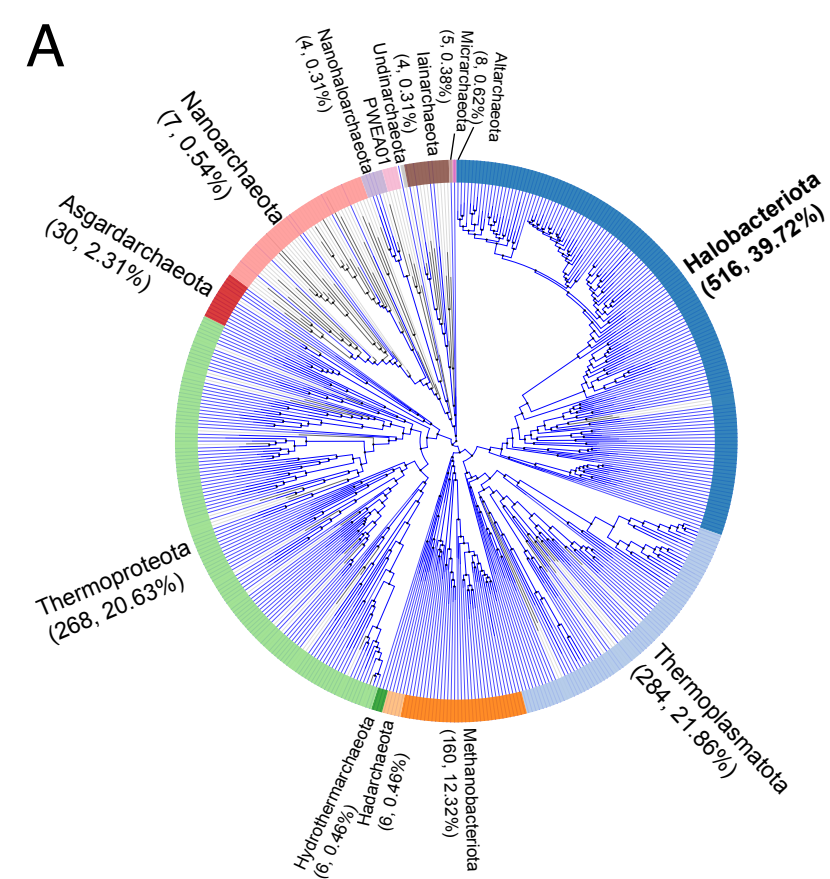 A
Nanohaloarchaeota
(4, 0.31%)
PWEA01
Undinarchaeota
(4, 0.31%)
Iainarchaeota
(5, 0.38%)
Micrarchaeota
(8, 0.62%)
Altarchaeota
Halobacteriota
(516, 39.72%)
Thermoplasmatota
(284, 21.86%)
Methanobacteriota
(160, 12.32%)
Hadarchaeota
(6, 0.46%)
Hydrothermarchaeota
(6, 0.46%)
Thermoproteota
(268, 20.63%)
Asgardarchaeota
(30, 2.31%)
Nanoarchaeota
(7, 0.54%)